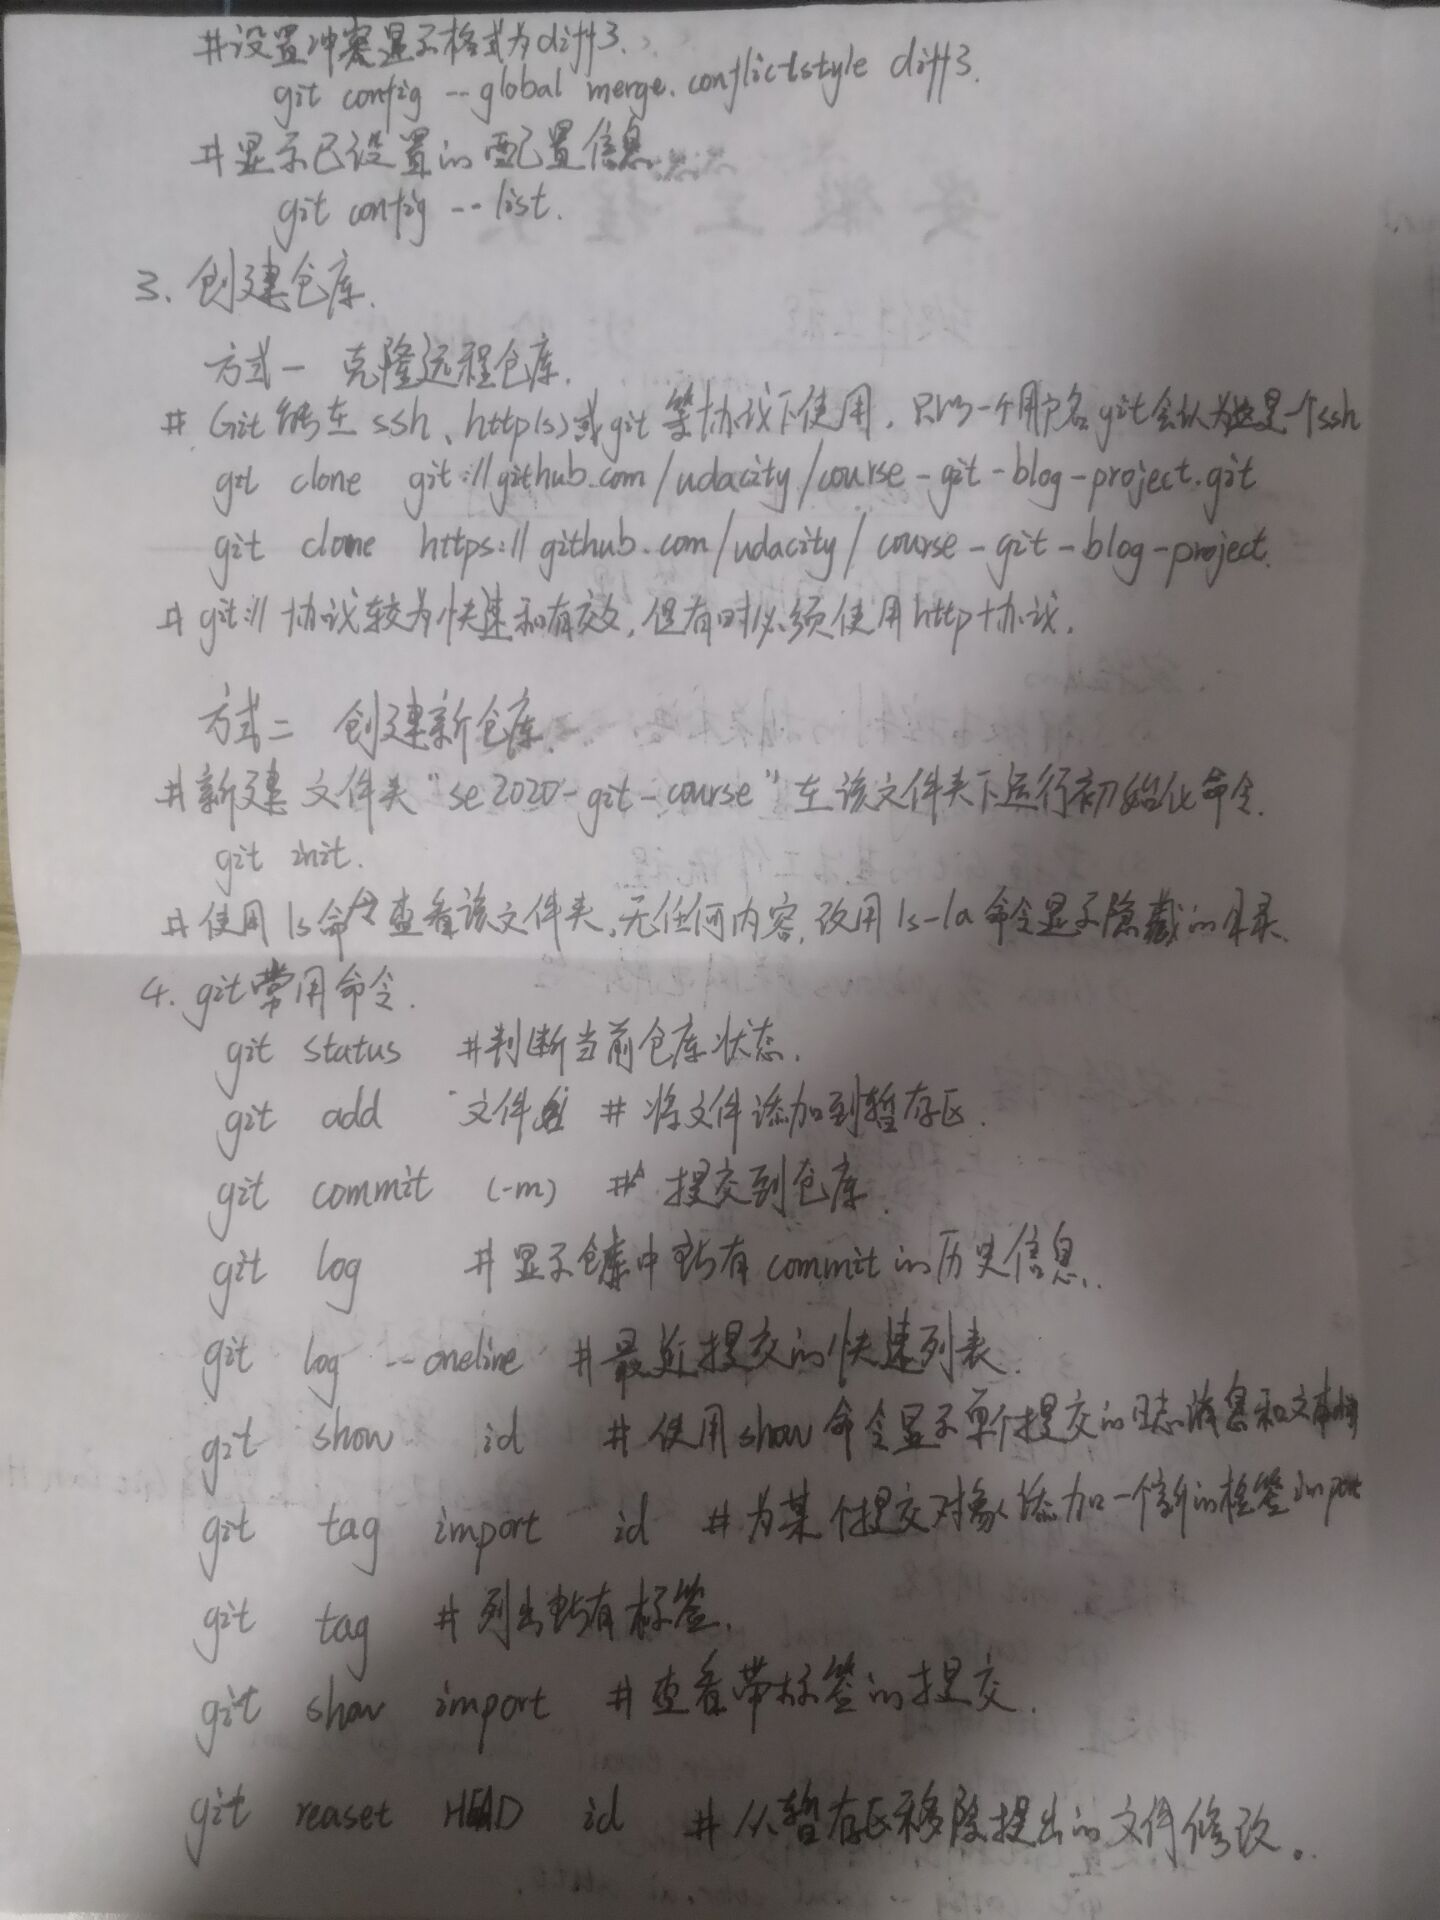 #设置冲突显示格式为diff3.
git config --global merge.conflictstyle diff3.
#显示已设置的配置信息
git config --list.
3. 创建仓库.
方式一 克隆远程仓库.
# Git能在ssh、http(s)或git等协议下使用,只以一个用户名git会认为这是一个ssh
git clone git://github.com/udacity/course-git-blog-project.git
git clone https://github.com/udacity/course-git-blog-project.
# git://协议较为快速和有效,但有时必须使用http协议.
方式二 创建新仓库.
#新建文件夹"se2020-git-course"在该文件夹下运行初始化命令.
git init.
#使用ls命令查看该文件夹,无任何内容,改用ls-la命令显示隐藏的目录.
4. git常用命令.
git status #判断当前仓库状态.
git add 文件 #将文件添加到暂存区.
git commit (-m) # 提交到仓库.
git log #显示仓库中所有commit的历史信息.
git log --oneline #最近提交的快速列表.
git show id #使用show命令显示单个提交的日志消息和文本
git tag import id #为某个提交对象添加一个新的标签import
git tag #列出所有标签.
git show import #查看带标签的提交.
git reaset HEAD id #从暂存区移除提出的文件修改。